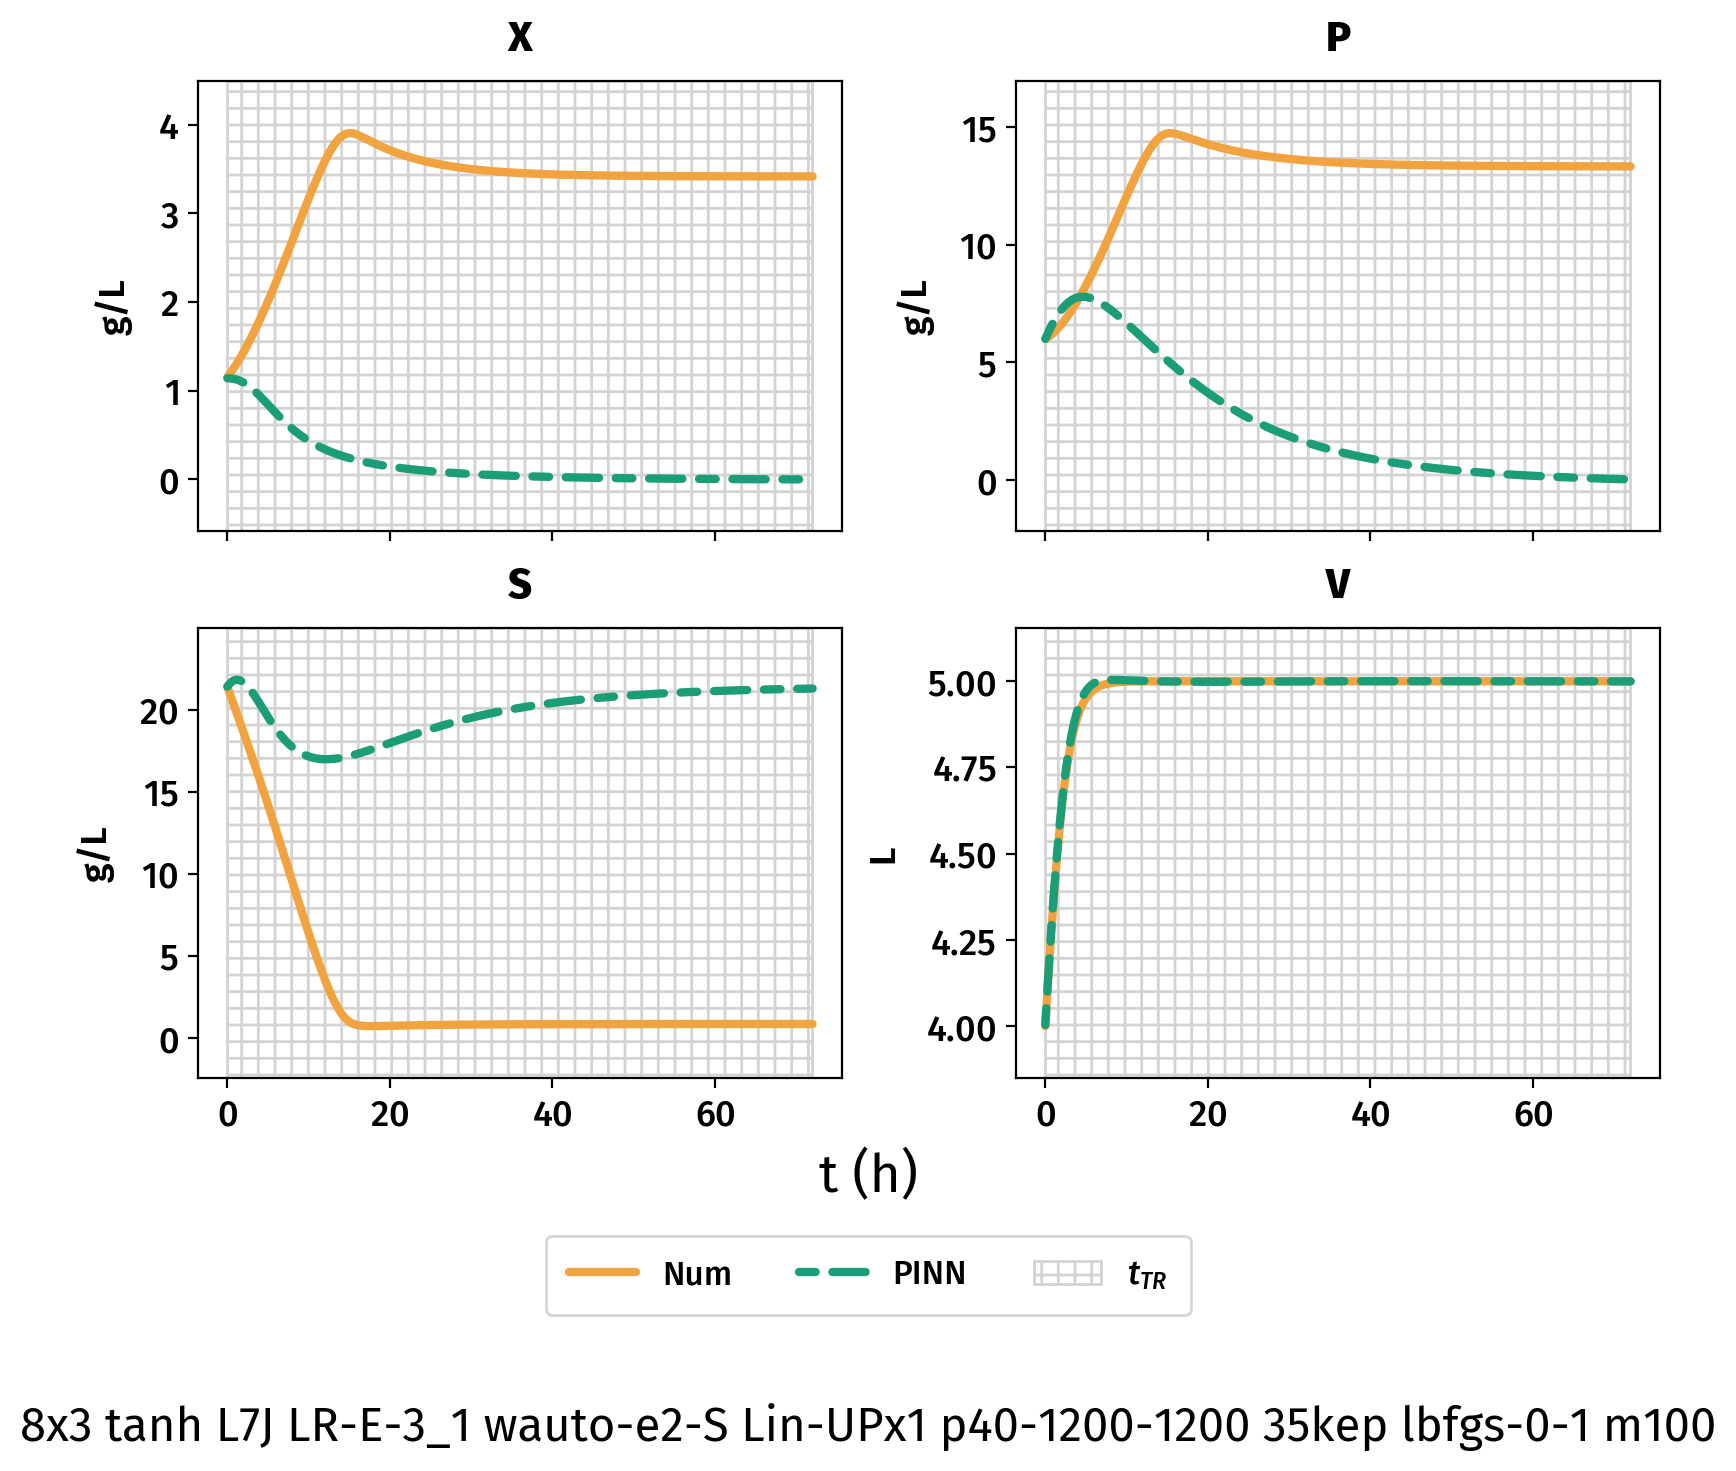 X
P
4
3
2
1
0
g/L
15
10
5
0
g/L
S
V
20
15
10
5
0
g/L
5.00
4.75
4.50
4.25
4.00
L
0 20 40 60
0 20 40 60
t (h)
Num PINN t_TR
8x3 tanh L7J LR-E-3_1 wauto-e2-S Lin-UPx1 p40-1200-1200 35kep lbfgs-0-1 m100